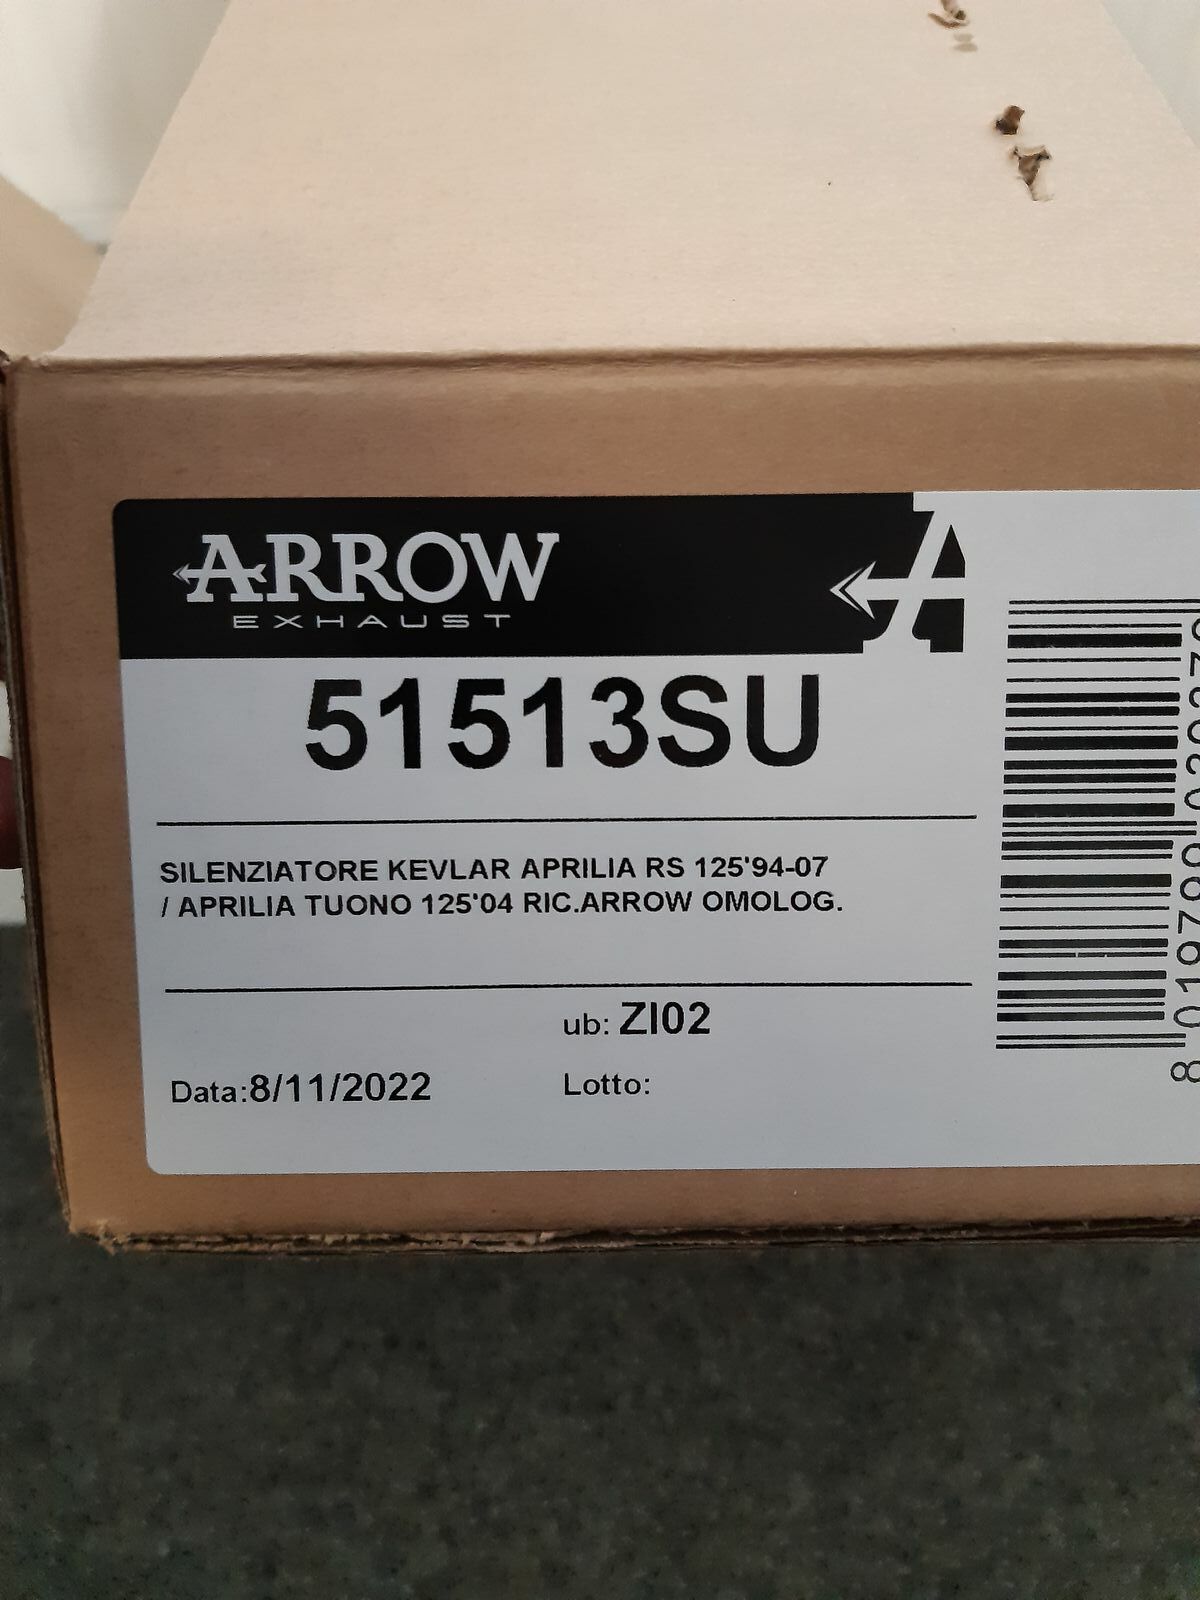 ARROW
EXHAUST
51513SU
SILENZIATORE KEVLAR APRILIA RS 125'94-07
/ APRILIA TUONO 125'04 RIC.ARROW OMOLOG.
ub: ZI02
Data:8/11/2022
Lotto: